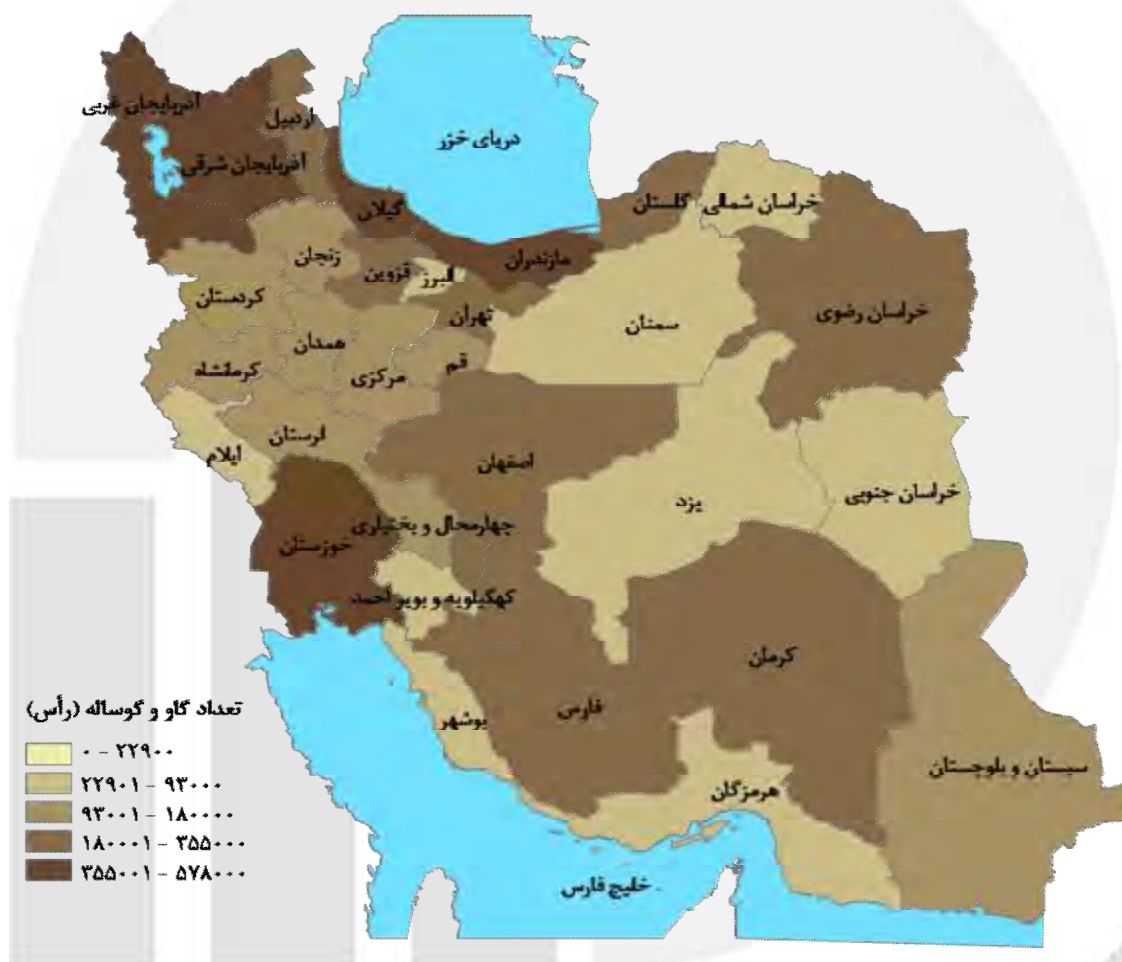 آذربایجان غربی
اردبیل
دریای خزر
آذربایجان شرقی
گیلان
گلستان
خراسان شمالی
زنجان
قزوین
البرز
مازندران
کردستان
تهران
سمنان
خراسان رضوی
همدان
قم
کرمانشاه
مرکزی
لرستان
ایلام
اصفهان
یزد
خراسان جنوبی
چهارمحال و بختیاری
خوزستان
کهکیلویه و بویر احمد
کرمان
فارس
بوشهر
سیستان و بلوچستان
هرمزگان
خلیج فارس
تعداد گاو و گوساله (رأس)
۰ - ۲۲۹۰۰
۲۲۹۰۱ - ۹۳۰۰۰
۹۳۰۰۱ - ۱۸۰۰۰۰
۱۸۰۰۰۱ - ۳۵۵۰۰۰
۳۵۵۰۰۱ - ۵۷۸۰۰۰